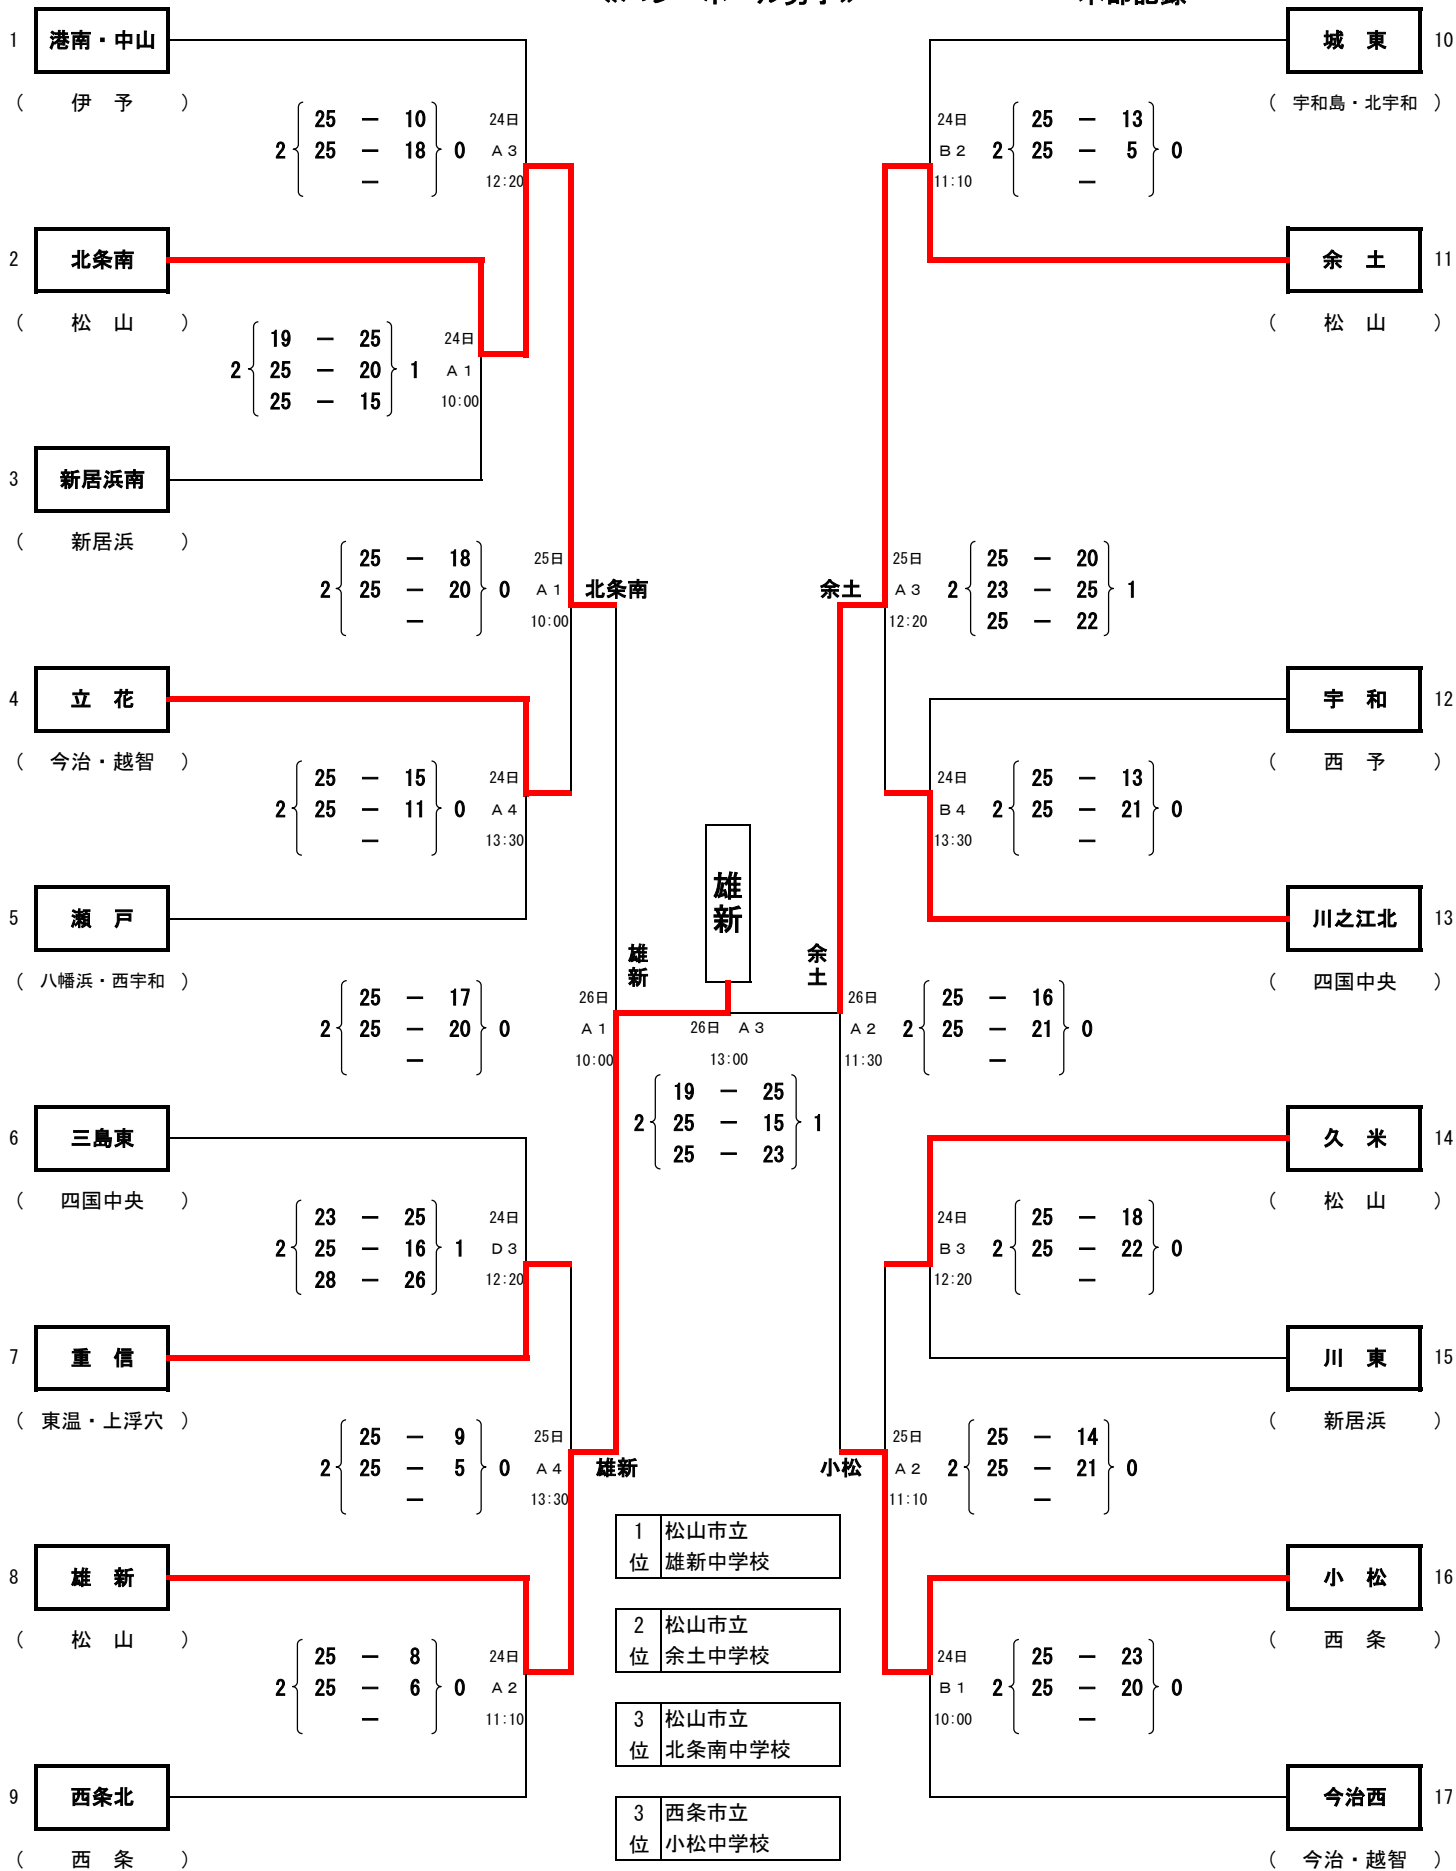 1 港南・中山
( 伊 予 )
25 － 10
2 25 － 18 0
－
24日
A 3
12:20
2 北条南
( 松 山 )
19 － 25
2 25 － 20 1
25 － 15
24日
A 1
10:00
3 新居浜南
( 新居浜 )
25 － 18
2 25 － 20 0
－
25日
A 1
10:00
北条南
4 立 花
( 今治・越智 )
25 － 15
2 25 － 11 0
－
24日
A 4
13:30
5 瀬 戸
( 八幡浜・西宇和 )
25 － 17
2 25 － 20 0
－
26日
A 1
10:00
雄新
6 三島東
( 四国中央 )
23 － 25
2 25 － 16 1
28 － 26
24日
D 3
12:20
7 重 信
( 東温・上浮穴 )
25 － 9
2 25 － 5 0
－
25日
A 4
13:30
雄新
8 雄 新
( 松 山 )
25 － 8
2 25 － 6 0
－
24日
A 2
11:10
9 西条北
( 西 条 )
雄新
26日 A 3
13:00
19 － 25
2 25 － 15 1
25 － 23
1位 松山市立
雄新中学校
2位 松山市立
余土中学校
3位 松山市立
北条南中学校
3位 西条市立
小松中学校
城 東 10
( 宇和島・北宇和 )
24日
B 2
11:10
25 － 13
2 25 － 5 0
－
余 土 11
( 松 山 )
余土
25日
A 3
12:20
25 － 20
2 23 － 25 1
25 － 22
宇 和 12
( 西 予 )
24日
B 4
13:30
25 － 13
2 25 － 21 0
－
川之江北 13
( 四国中央 )
余土
26日
A 2
11:30
25 － 16
2 25 － 21 0
－
久 米 14
( 松 山 )
24日
B 3
12:20
25 － 18
2 25 － 22 0
－
川 東 15
( 新居浜 )
小松
25日
A 2
11:10
25 － 14
2 25 － 21 0
－
小 松 16
( 西 条 )
24日
B 1
10:00
25 － 23
2 25 － 20 0
－
今治西 17
( 今治・越智 )